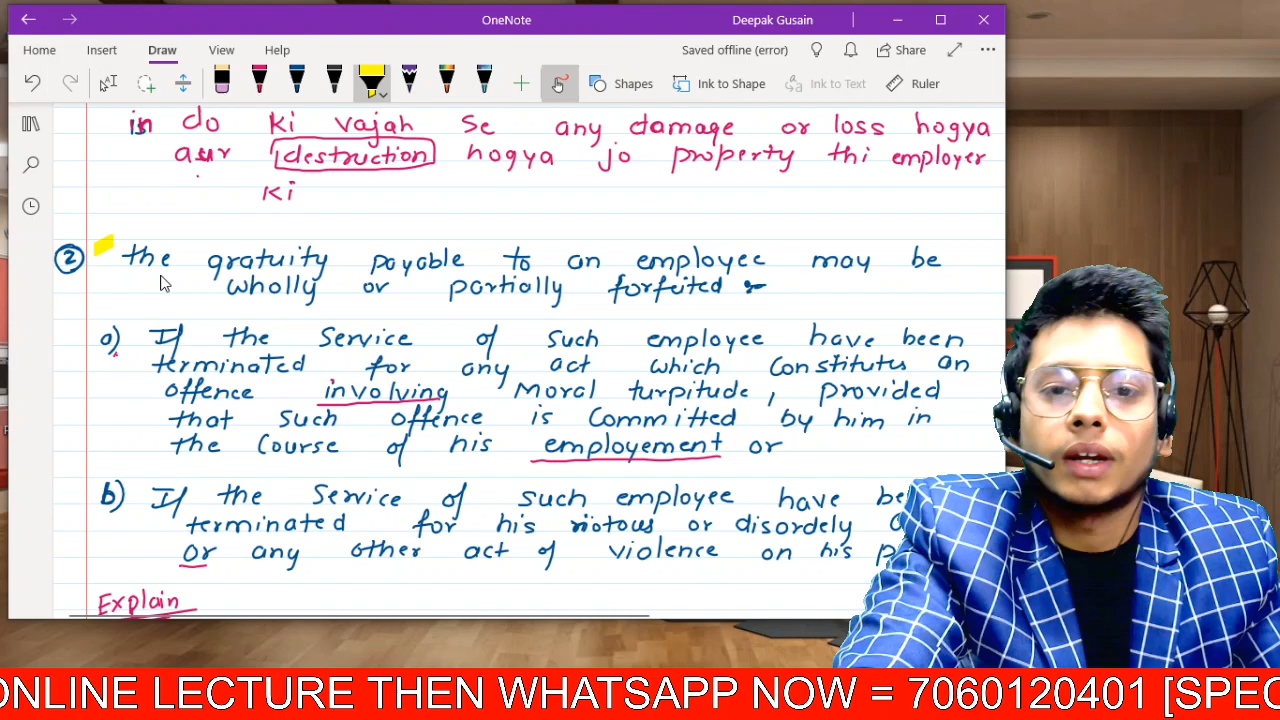 OneNote
Deepak Gusain
Home Insert Draw View Help
Saved offline (error) Share
Shapes Ink to Shape Ink to Text Ruler
do ki vajah se any damage or loss hogya
aur destruction hogya jo property thi employer
ki
2 the gratuity payable to an employee may be
wholly or partially forfeited
a) If the Service of such employee have been
terminated for any act which Constitutes an
offence involving Moral turpitude, provided
that such offence is Committed by him in
the Course of his employement or
b) If the Service of such employee have be
terminated for his riotous or disordely
or any other act of violence on his p
Explain
ONLINE LECTURE THEN WHATSAPP NOW = 7060120401 [SPEC